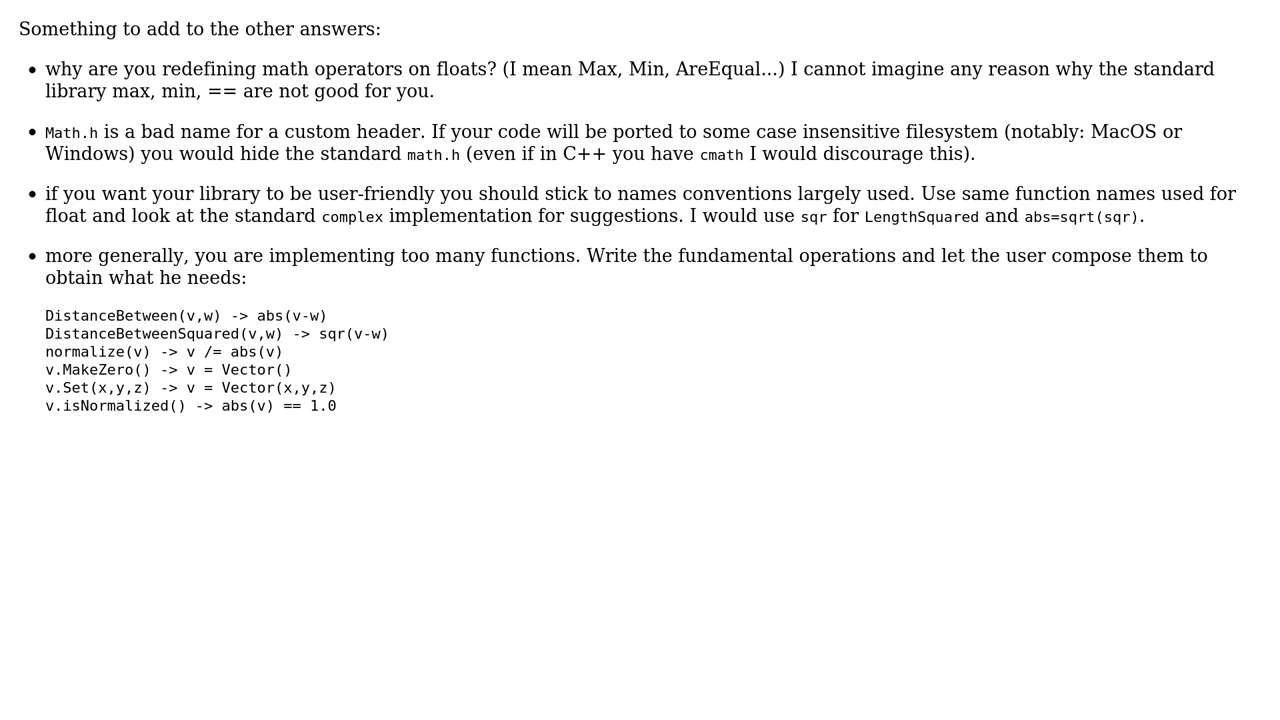 Something to add to the other answers:
• why are you redefining math operators on floats? (I mean Max, Min, AreEqual...) I cannot imagine any reason why the standard
library max, min, == are not good for you.
• Math.h is a bad name for a custom header. If your code will be ported to some case insensitive filesystem (notably: MacOS or
Windows) you would hide the standard math.h (even if in C++ you have cmath I would discourage this).
• if you want your library to be user-friendly you should stick to names conventions largely used. Use same function names used for
float and look at the standard complex implementation for suggestions. I would use sqr for LengthSquared and abs=sqrt(sqr).
• more generally, you are implementing too many functions. Write the fundamental operations and let the user compose them to
obtain what he needs:
DistanceBetween(v,w) -> abs(v-w)
DistanceBetweenSquared(v,w) -> sqr(v-w)
normalize(v) -> v /= abs(v)
v.MakeZero() -> v = Vector()
v.Set(x,y,z) -> v = Vector(x,y,z)
v.isNormalized() -> abs(v) == 1.0